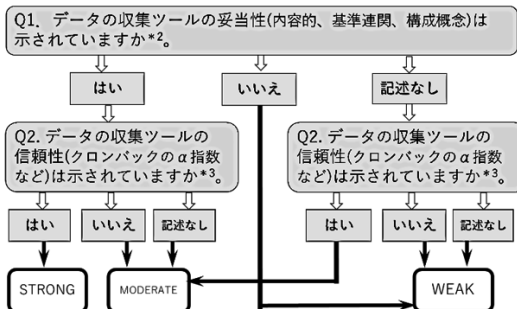 Q1. データの収集ツールの妥当性(内容的、基準連関、構成概念)は
示されていますか*2。
はい
いいえ
記述なし
Q2. データの収集ツールの
信頼性(クロンバックのα指数
など)は示されていますか*3。
Q2. データの収集ツールの
信頼性(クロンバックのα指数
など)は示されていますか*3。
はい
いいえ
記述なし
はい
いいえ
記述なし
STRONG
MODERATE
WEAK